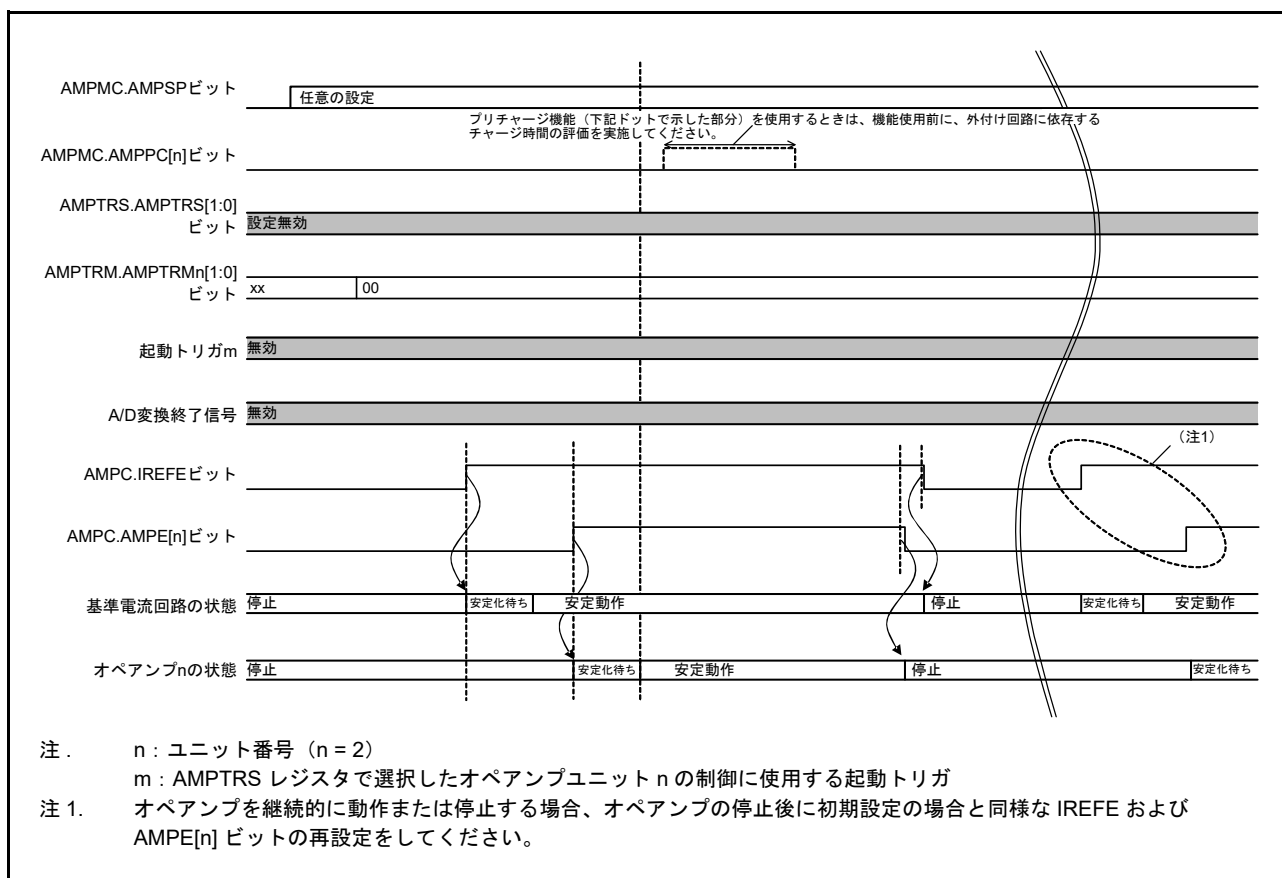 AMPMC.AMPSPビット
任意の設定
プリチャージ機能（下記ドットで示した部分）を使用するときは、機能使用前に、外付け回路に依存する
チャージ時間の評価を実施してください。
AMPMC.AMPPC[n]ビット
AMPTRS.AMPTRS[1:0]
ビット
設定無効
AMPTRM.AMPTRMn[1:0]
ビット
xx
00
起動トリガm
無効
A/D変換終了信号
無効
（注1）
AMPC.IREFEビット
AMPC.AMPE[n]ビット
基準電流回路の状態
停止
安定化待ち
安定動作
停止
安定化待ち
安定動作
オペアンプnの状態
停止
安定化待ち
安定動作
停止
安定化待ち
注 . n：ユニット番号（n = 2）
m：AMPTRS レジスタで選択したオペアンプユニット n の制御に使用する起動トリガ
注 1. オペアンプを継続的に動作または停止する場合、オペアンプの停止後に初期設定の場合と同様な IREFE および
AMPE[n] ビットの再設定をしてください。